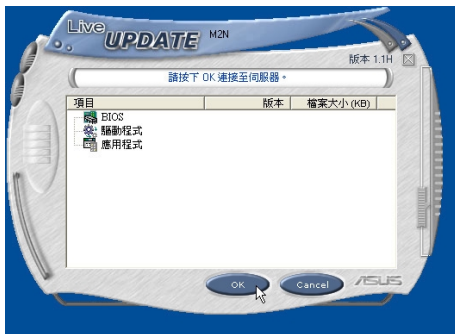 Live
UPDATE M2N
版本 1.1H
請按下 OK 連接至伺服器。
項目 版本 檔案大小 (KB)
BIOS
驅動程式
應用程式
OK Cancel ASUS